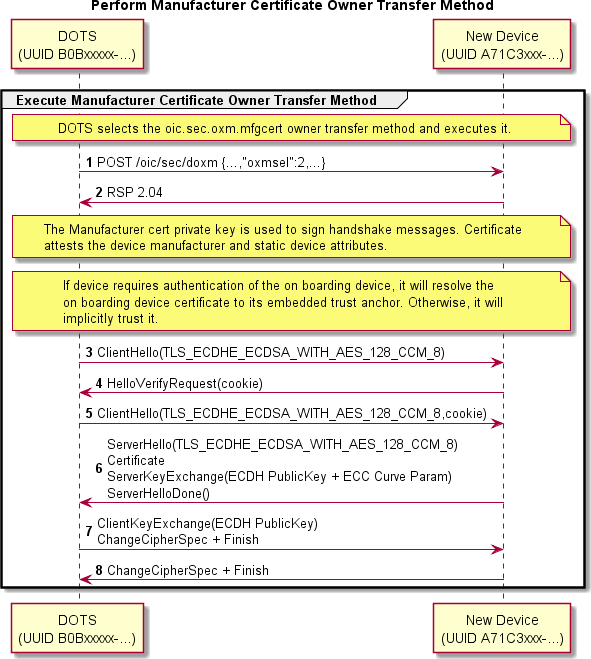 Perform Manufacturer Certificate Owner Transfer Method
DOTS
(UUID B0Bxxxxx-...)
New Device
(UUID A71C3xxx-...)
Execute Manufacturer Certificate Owner Transfer Method
DOTS selects the oic.sec.oxm.mfgcert owner transfer method and executes it.
1 POST /oic/sec/doxm {...,"oxmsel":2,...}
2 RSP 2.04
The Manufacturer cert private key is used to sign handshake messages. Certificate
attests the device manufacturer and static device attributes.
If device requires authentication of the on boarding device, it will resolve the
on boarding device certificate to its embedded trust anchor. Otherwise, it will
implicitly trust it.
3 ClientHello(TLS_ECDHE_ECDSA_WITH_AES_128_CCM_8)
4 HelloVerifyRequest(cookie)
5 ClientHello(TLS_ECDHE_ECDSA_WITH_AES_128_CCM_8,cookie)
ServerHello(TLS_ECDHE_ECDSA_WITH_AES_128_CCM_8)
Certificate
6 ServerKeyExchange(ECDH PublicKey + ECC Curve Param)
ServerHelloDone()
7 ClientKeyExchange(ECDH PublicKey)
ChangeCipherSpec + Finish
8 ChangeCipherSpec + Finish
DOTS
(UUID B0Bxxxxx-...)
New Device
(UUID A71C3xxx-...)